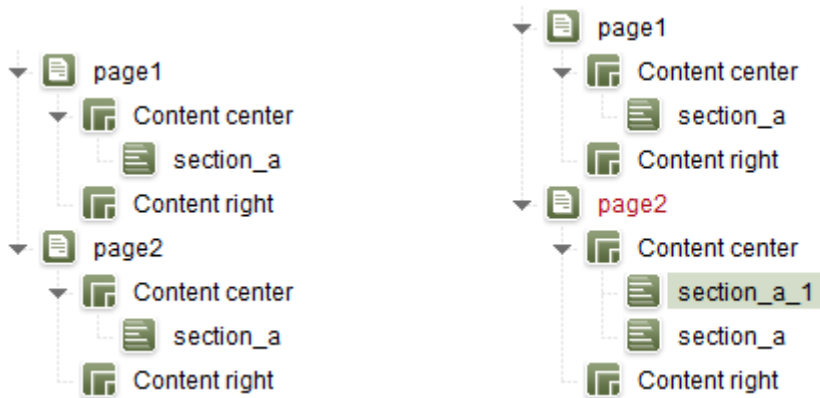 page1
Content center
section_a
Content right
page2
Content center
section_a
Content right
page1
Content center
section_a
Content right
page2
Content center
section_a_1
section_a
Content right